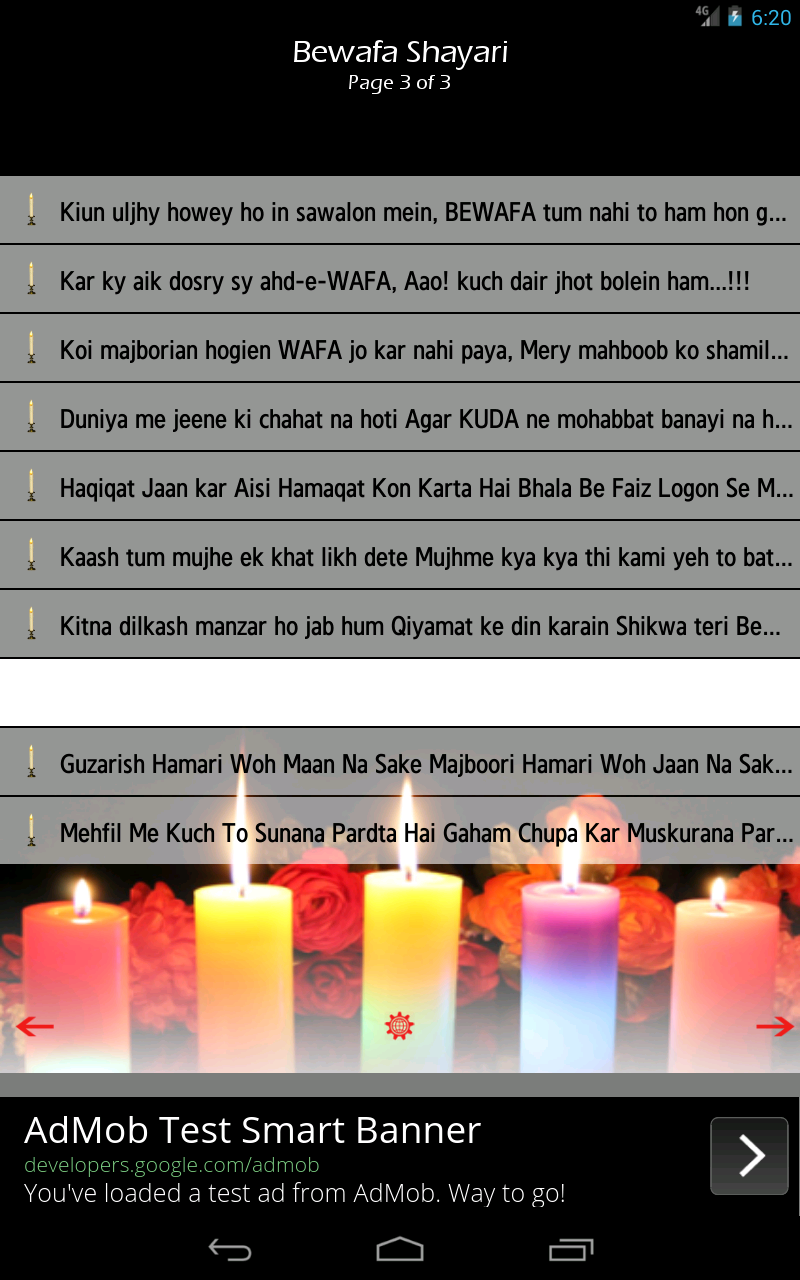 4G 6:20
Bewafa Shayari
Page 3 of 3
Kiun uljhy howey ho in sawalon mein, BEWAFA tum nahi to ham hon g...
Kar ky aik dosry sy ahd-e-WAFA, Aao! kuch dair jhot bolein ham...!!!
Koi majborian hogien WAFA jo kar nahi paya, Mery mahboob ko shamil...
Duniya me jeene ki chahat na hoti Agar KUDA ne mohabbat banayi na h...
Haqiqat Jaan kar Aisi Hamaqat Kon Karta Hai Bhala Be Faiz Logon Se M...
Kaash tum mujhe ek khat likh dete Mujhme kya kya thi kami yeh to bat...
Kitna dilkash manzar ho jab hum Qiyamat ke din karain Shikwa teri Be...
Guzarish Hamari Woh Maan Na Sake Majboori Hamari Woh Jaan Na Sak...
Mehfil Me Kuch To Sunana Pardta Hai Gaham Chupa Kar Muskurana Par...
AdMob Test Smart Banner
developers.google.com/admob
You've loaded a test ad from AdMob. Way to go!